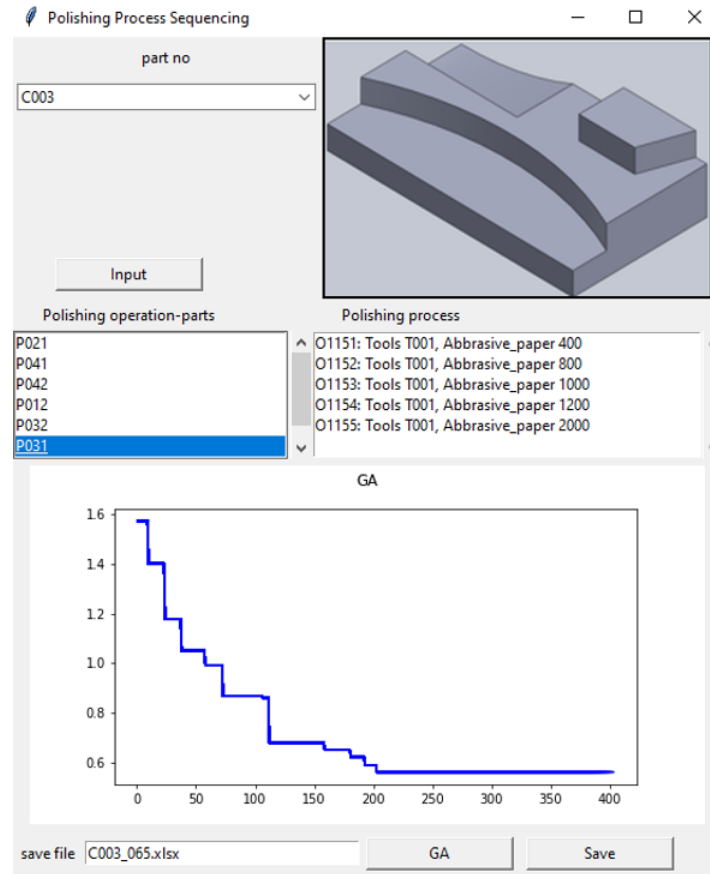 Polishing Process Sequencing
part no
C003
Input
Polishing operation-parts
Polishing process
P021
P041
P042
P012
P032
P031
O1151: Tools T001, Abbrasive_paper 400
O1152: Tools T001, Abbrasive_paper 800
O1153: Tools T001, Abbrasive_paper 1000
O1154: Tools T001, Abbrasive_paper 1200
O1155: Tools T001, Abbrasive_paper 2000
GA
1.6
1.4
1.2
1.0
0.8
0.6
0 50 100 150 200 250 300 350 400
save file C003_065.xlsx GA Save